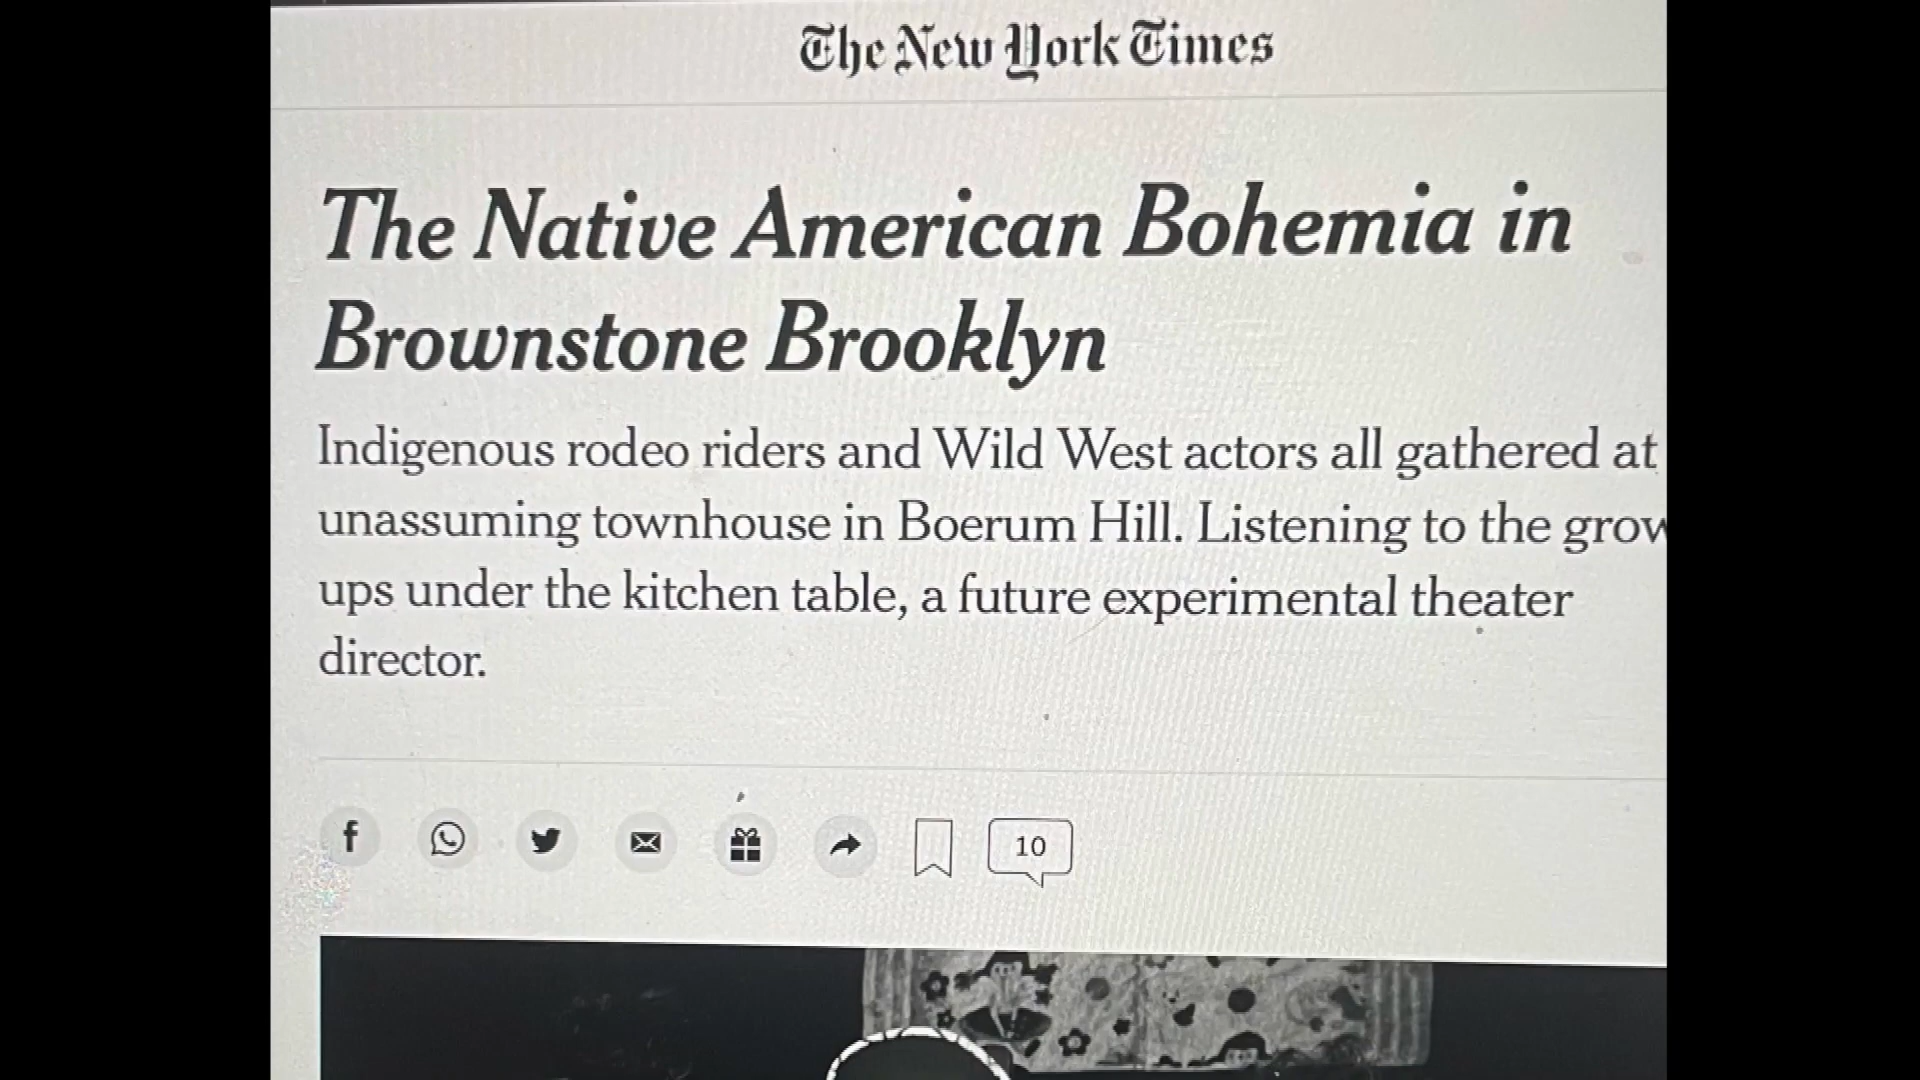 The New York Times
The Native American Bohemia in
Brownstone Brooklyn
Indigenous rodeo riders and Wild West actors all gathered at
unassuming townhouse in Boerum Hill. Listening to the grow
ups under the kitchen table, a future experimental theater
director.
f
10